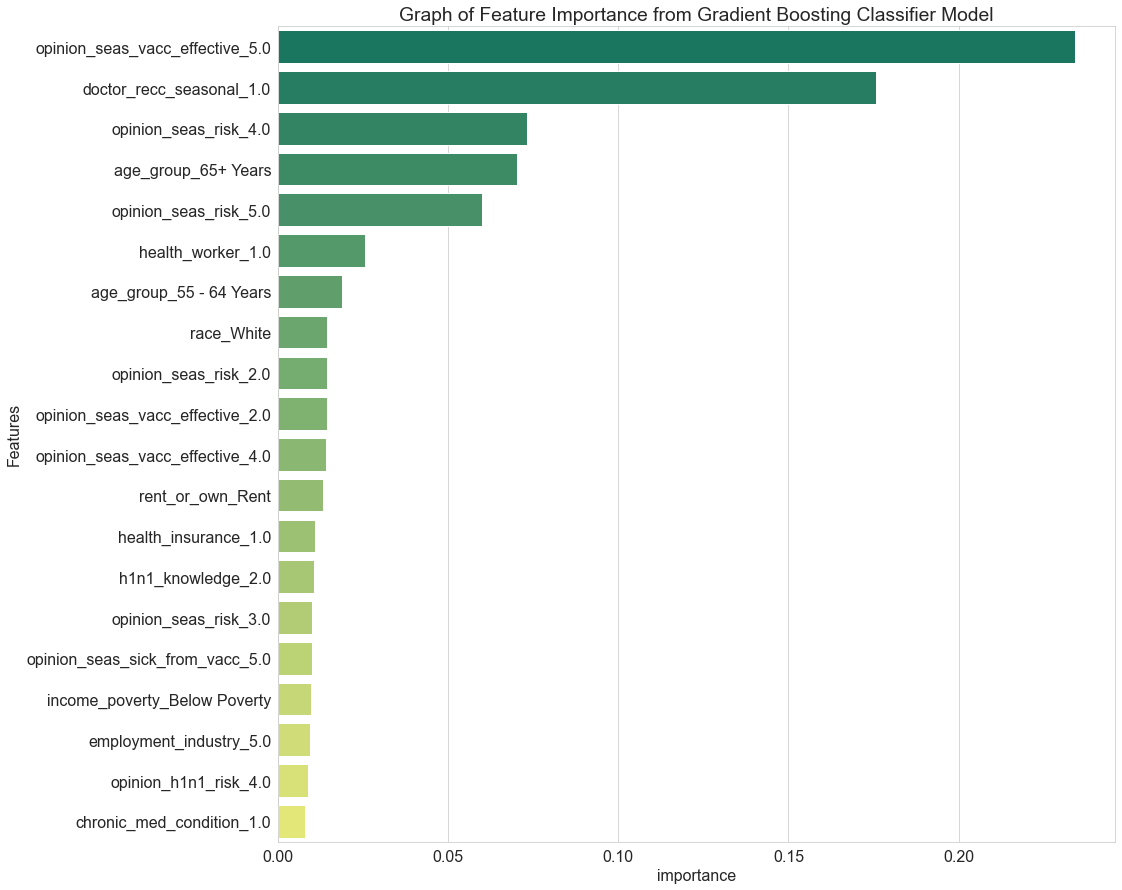 Graph of Feature Importance from Gradient Boosting Classifier Model
Features
opinion_seas_vacc_effective_5.0
doctor_recc_seasonal_1.0
opinion_seas_risk_4.0
age_group_65+ Years
opinion_seas_risk_5.0
health_worker_1.0
age_group_55 - 64 Years
race_White
opinion_seas_risk_2.0
opinion_seas_vacc_effective_2.0
opinion_seas_vacc_effective_4.0
rent_or_own_Rent
health_insurance_1.0
h1n1_knowledge_2.0
opinion_seas_risk_3.0
opinion_seas_sick_from_vacc_5.0
income_poverty_Below Poverty
employment_industry_5.0
opinion_h1n1_risk_4.0
chronic_med_condition_1.0
0.00 0.05 0.10 0.15 0.20
importance